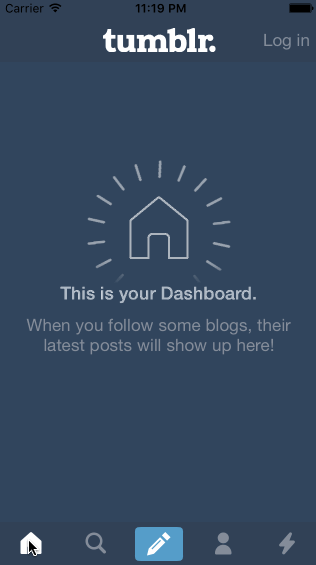 Carrier 11:19 PM
tumblr. Log in
This is your Dashboard.
When you follow some blogs, their
latest posts will show up here!